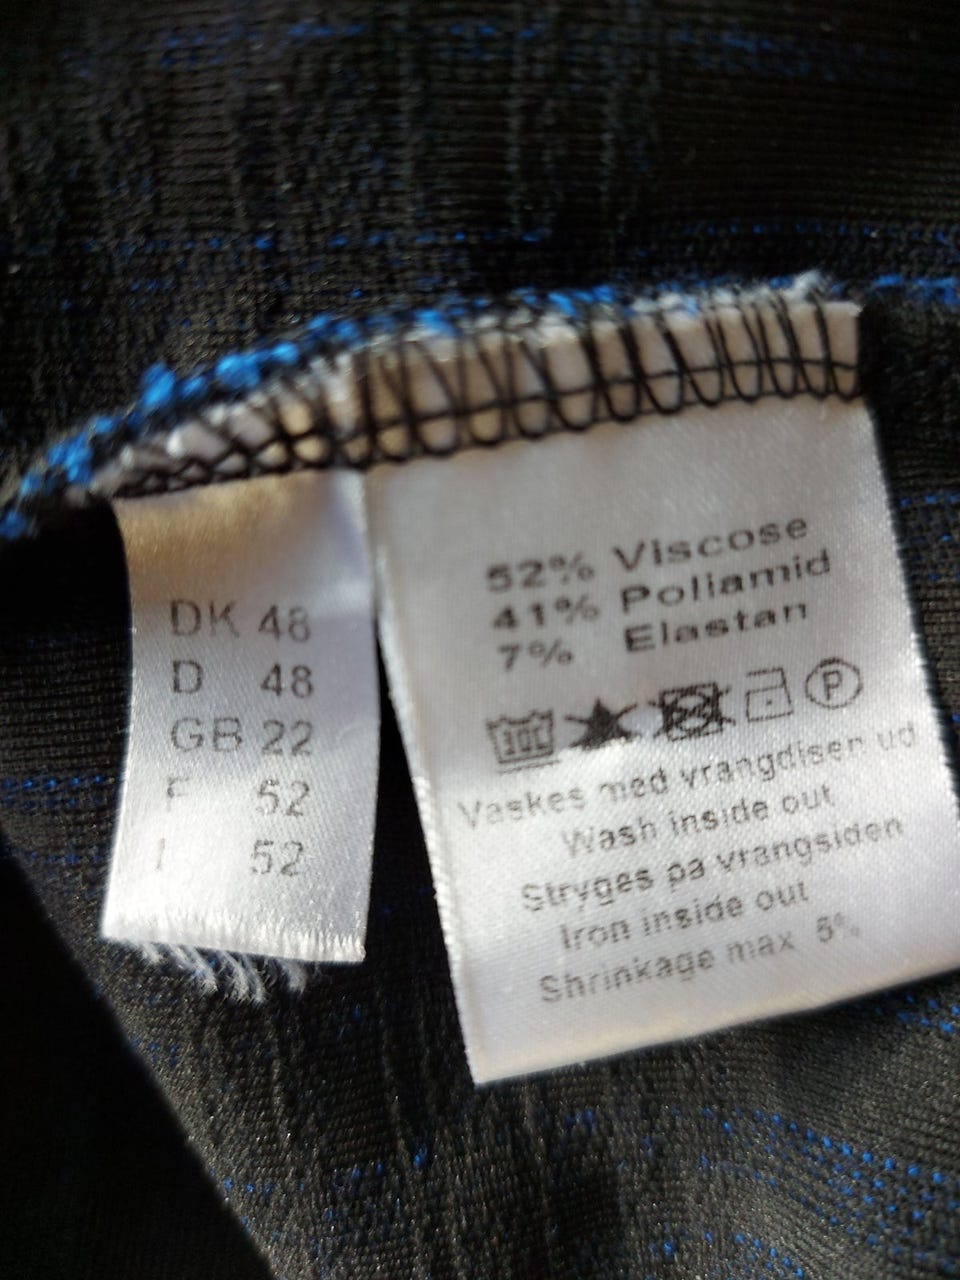 DK 48
D 48
GB 22
F 52
I 52
52% Viscose
41% Poliamid
7% Elastan
30C P
Vaskes med vrangdisen ud
Wash inside out
Stryges pa vrangsiden
Iron inside out
Shrinkage max 5%